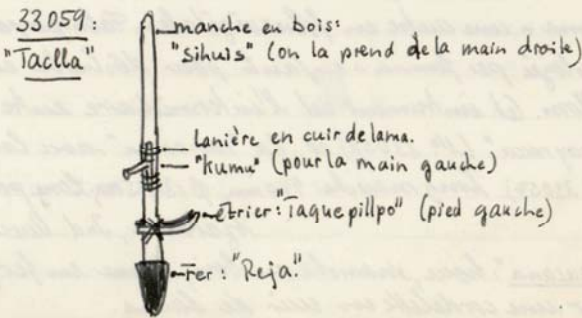 33059:
"Taclla"
manche en bois:
"Sihuis" (on la prend de la main droite)
Lanière en cuir de lama.
"Kumu" (pour la main gauche)
étrier: "Taquepillpo" (pied gauche)
Fer: "Reja"